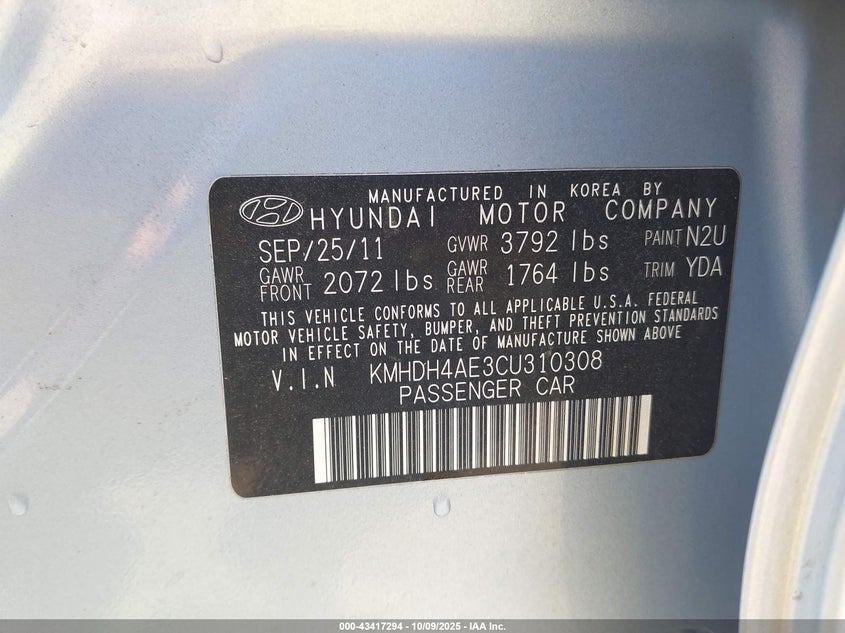 MANUFACTURED IN KOREA BY
HYUNDAI MOTOR COMPANY
SEP/25/11 GVWR 3792 lbs PAINT N2U
GAWR FRONT 2072 lbs GAWR REAR 1764 lbs TRIM YDA
THIS VEHICLE CONFORMS TO ALL APPLICABLE U.S.A. FEDERAL
MOTOR VEHICLE SAFETY, BUMPER, AND THEFT PREVENTION STANDARDS
IN EFFECT ON THE DATE OF MANUFACTURE SHOWN ABOVE
V.I.N KMHDH4AE3CU310308
PASSENGER CAR
000-43417294 - 10/09/2025 - IAA Inc.